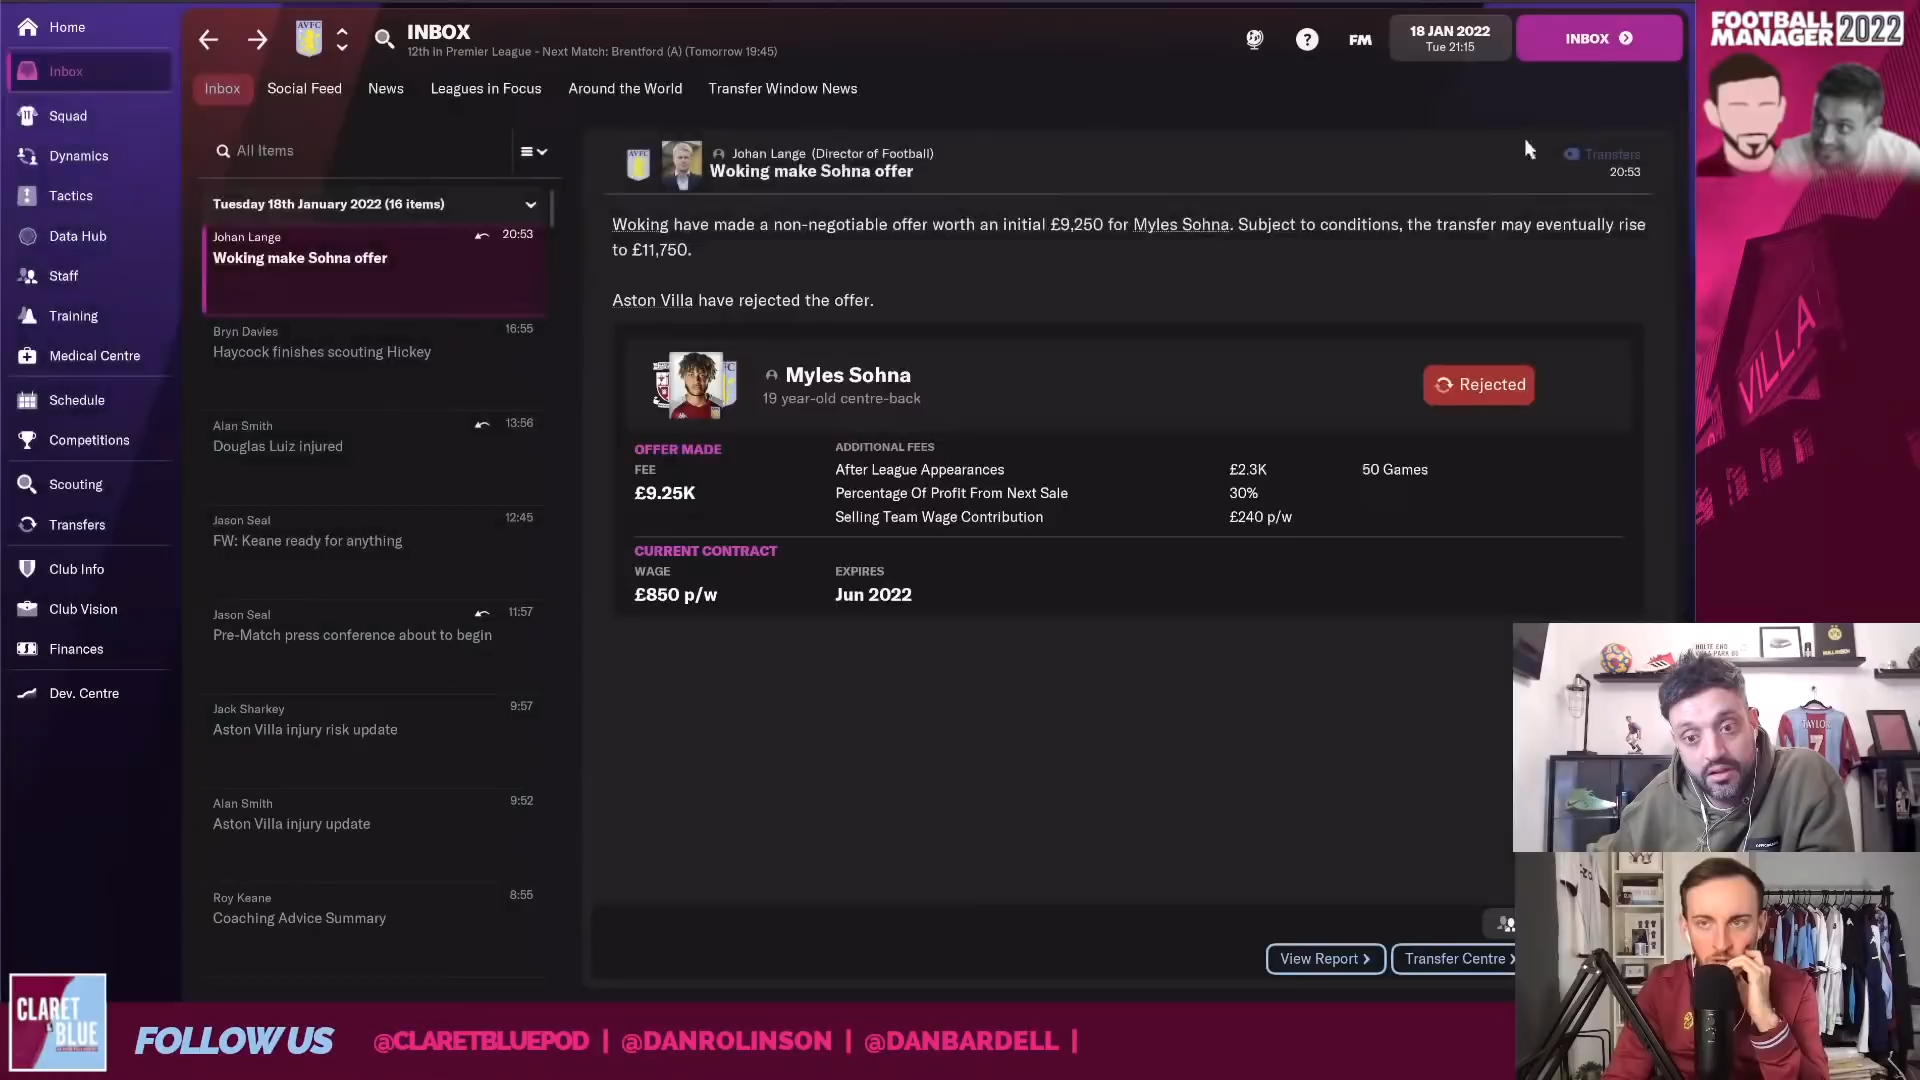 Home
Inbox
Squad
Dynamics
Tactics
Data Hub
Staff
Training
Medical Centre
Schedule
Competitions
Scouting
Transfers
Club Info
Club Vision
Finances
Dev. Centre
AVFC
INBOX
12th in Premier League - Next Match: Brentford (A) (Tomorrow 19:45)
FM
18 JAN 2022
Tue 21:15
INBOX
FOOTBALL
MANAGER 2022
Inbox
Social Feed
News
Leagues in Focus
Around the World
Transfer Window News
All Items
Tuesday 18th January 2022 (16 items)
Johan Lange 20:53
Woking make Sohna offer
Bryn Davies 16:55
Haycock finishes scouting Hickey
Alan Smith 13:56
Douglas Luiz injured
Jason Seal 12:45
FW: Keane ready for anything
Jason Seal 11:57
Pre-Match press conference about to begin
Jack Sharkey 9:57
Aston Villa injury risk update
Alan Smith 9:52
Aston Villa injury update
Roy Keane 8:55
Coaching Advice Summary
AVFC
Johan Lange (Director of Football)
Woking make Sohna offer
Transfers
20:53
Woking have made a non-negotiable offer worth an initial £9,250 for Myles Sohna. Subject to conditions, the transfer may eventually rise
to £11,750.
Aston Villa have rejected the offer.
Myles Sohna
19 year-old centre-back
Rejected
OFFER MADE
FEE
£9.25K
ADDITIONAL FEES
After League Appearances £2.3K 50 Games
Percentage Of Profit From Next Sale 30%
Selling Team Wage Contribution £240 p/w
CURRENT CONTRACT
WAGE
£850 p/w
EXPIRES
Jun 2022
View Report
Transfer Centre
VILLA
TAYLOR
7
CLARET
& BLUE
FOLLOW US
@CLARETBLUEPOD | @DANROLINSON | @DANBARDELL |